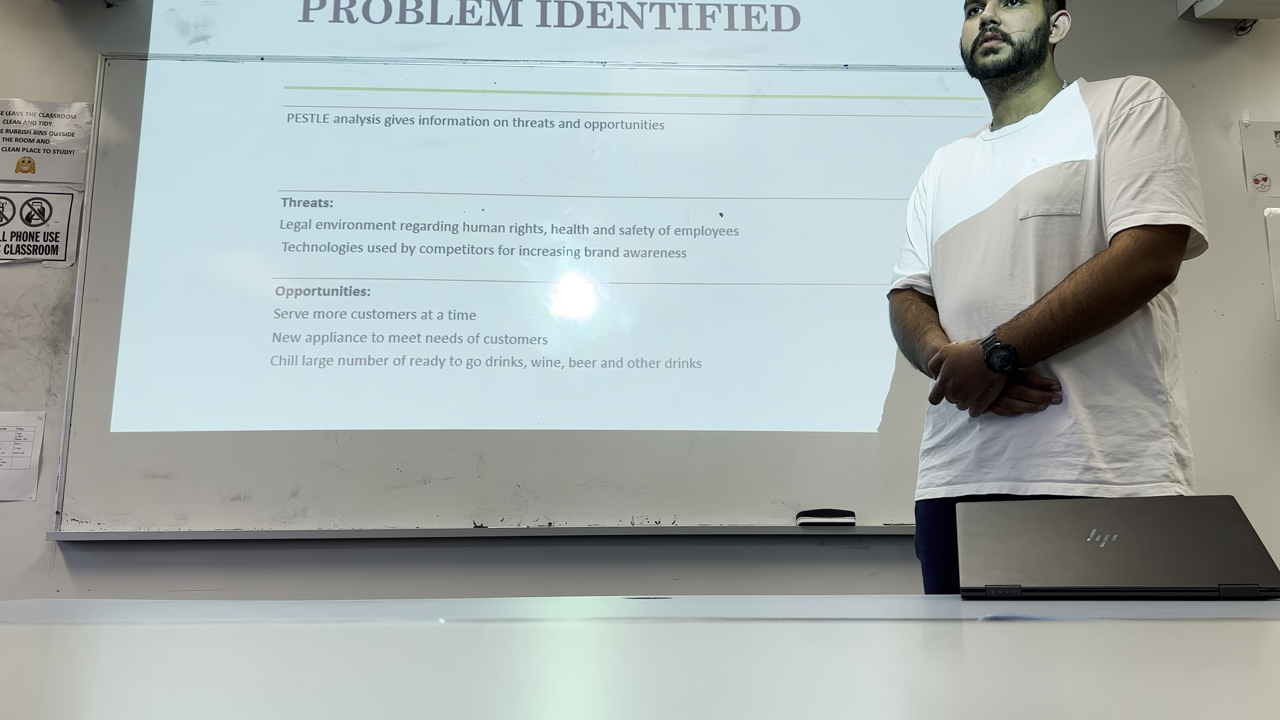 PROBLEM IDENTIFIED
PESTLE analysis gives information on threats and opportunities
Threats:
Legal environment regarding human rights, health and safety of employees
Technologies used by competitors for increasing brand awareness
Opportunities:
Serve more customers at a time
New appliance to meet needs of customers
Chill large number of ready to go drinks, wine, beer and other drinks
LEAVE THE CLASSROOM
CLEAN AND TIDY.
RUBBISH BINS OUTSIDE
THE ROOM AND
CLEAN PLACE TO STUDY!
PHONE USE
CLASSROOM
hp